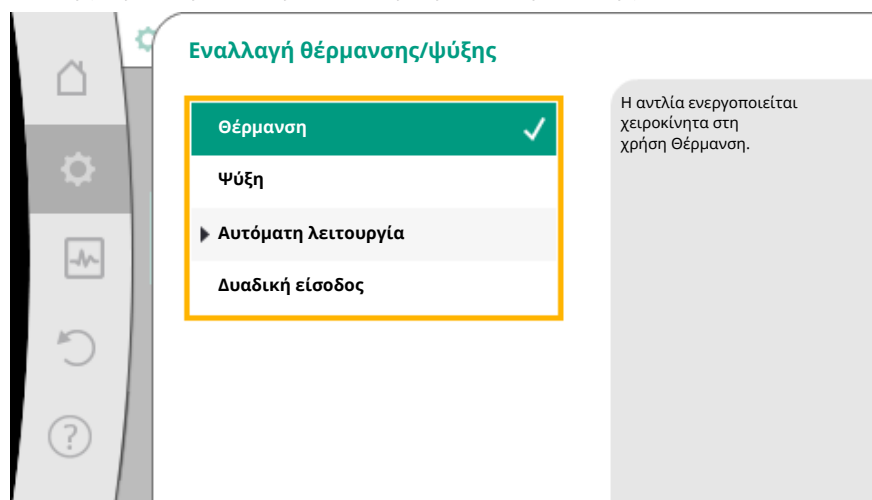 Εναλλαγή θέρμανσης/ψύξης
Θέρμανση
Ψύξη
Αυτόματη λειτουργία
Δυαδική είσοδος
Η αντλία ενεργοποιείται
χειροκίνητα στη
χρήση Θέρμανση.
?